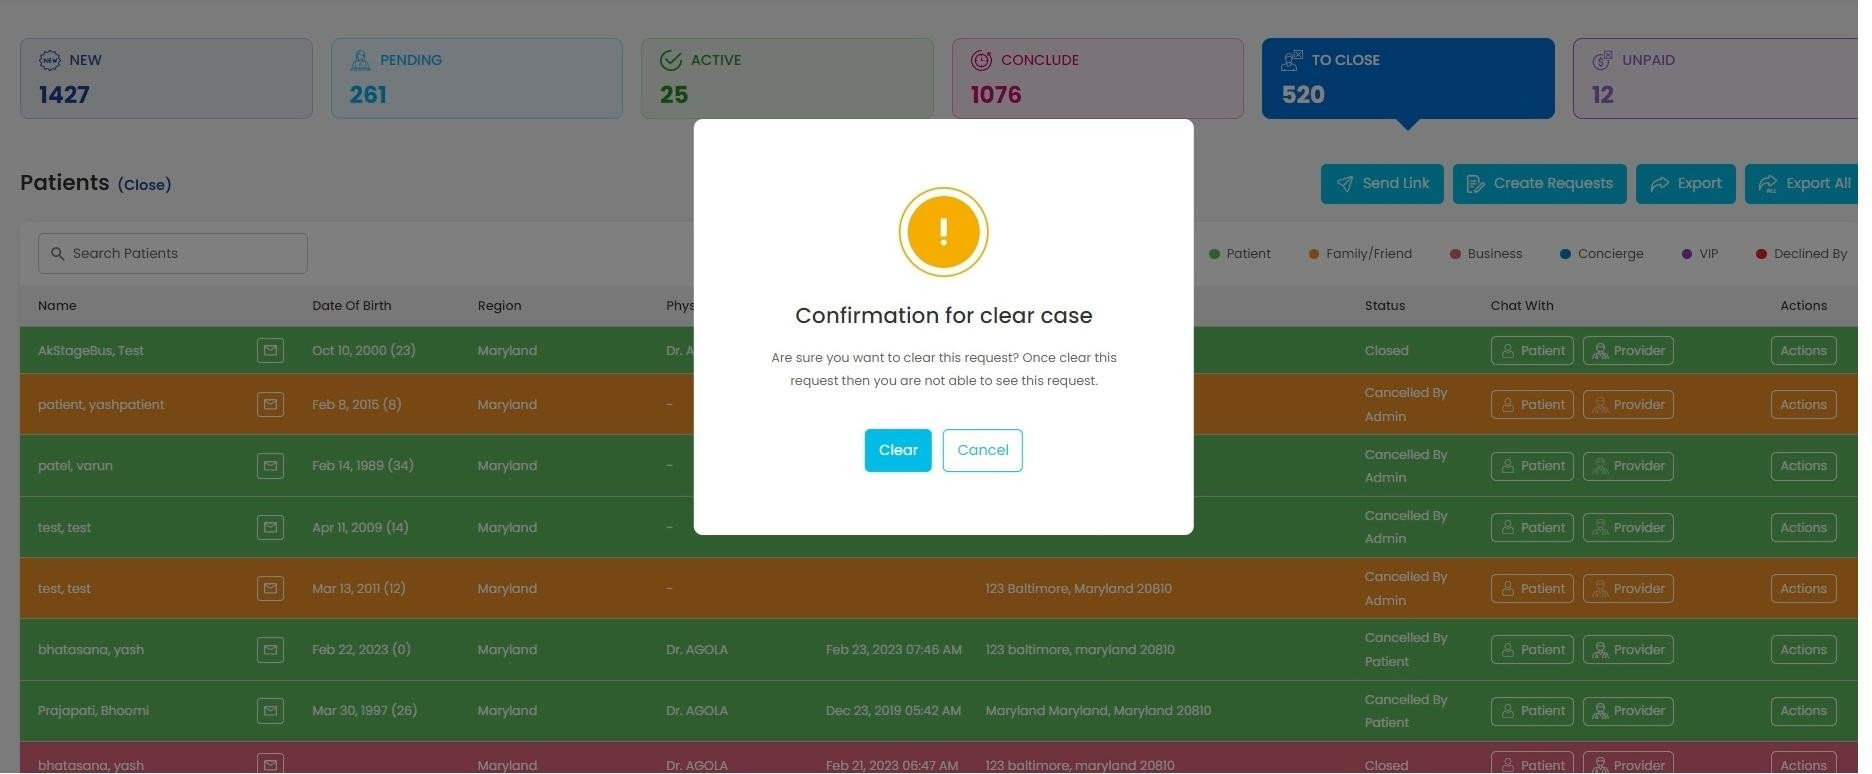 NEW NEW
1427
PENDING
261
ACTIVE
25
CONCLUDE
1076
TO CLOSE
520
UNPAID
12
Patients (Close)
Send Link
Create Requests
Export
ALL Export All
Search Patients
Patient
Family/Friend
Business
Concierge
VIP
Declined By
Name Date Of Birth Region Phys Status Chat With Actions
AkStageBus, Test Oct 10, 2000 (23) Maryland Dr. A Closed Patient Provider Actions
patient, yashpatient Feb 8, 2015 (8) Maryland - Cancelled By Admin Patient Provider Actions
patel, varun Feb 14, 1989 (34) Maryland - Cancelled By Admin Patient Provider Actions
test, test Apr 11, 2009 (14) Maryland - Cancelled By Admin Patient Provider Actions
test, test Mar 13, 2011 (12) Maryland - 123 Baltimore, Maryland 20810 Cancelled By Admin Patient Provider Actions
bhatasana, yash Feb 22, 2023 (0) Maryland Dr. AGOLA Feb 23, 2023 07:46 AM 123 baltimore, maryland 20810 Cancelled By Patient Patient Provider Actions
Prajapati, Bhoomi Mar 30, 1997 (26) Maryland Dr. AGOLA Dec 23, 2019 05:42 AM Maryland Maryland, Maryland 20810 Cancelled By Patient Patient Provider Actions
bhatasana, yash Maryland Dr. AGOLA Feb 21, 2023 06:47 AM 123 baltimore, maryland 20810 Closed Patient Provider Actions
!
Confirmation for clear case
Are sure you want to clear this request? Once clear this
request then you are not able to see this request.
Clear
Cancel